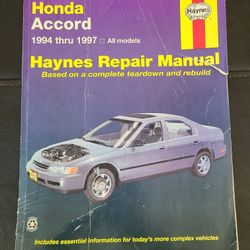 Honda
Accord
1994 thru 1997 □ All models
Haynes
Haynes Repair Manual
Based on a complete teardown and rebuild
Includes essential information for today's more complex vehicles